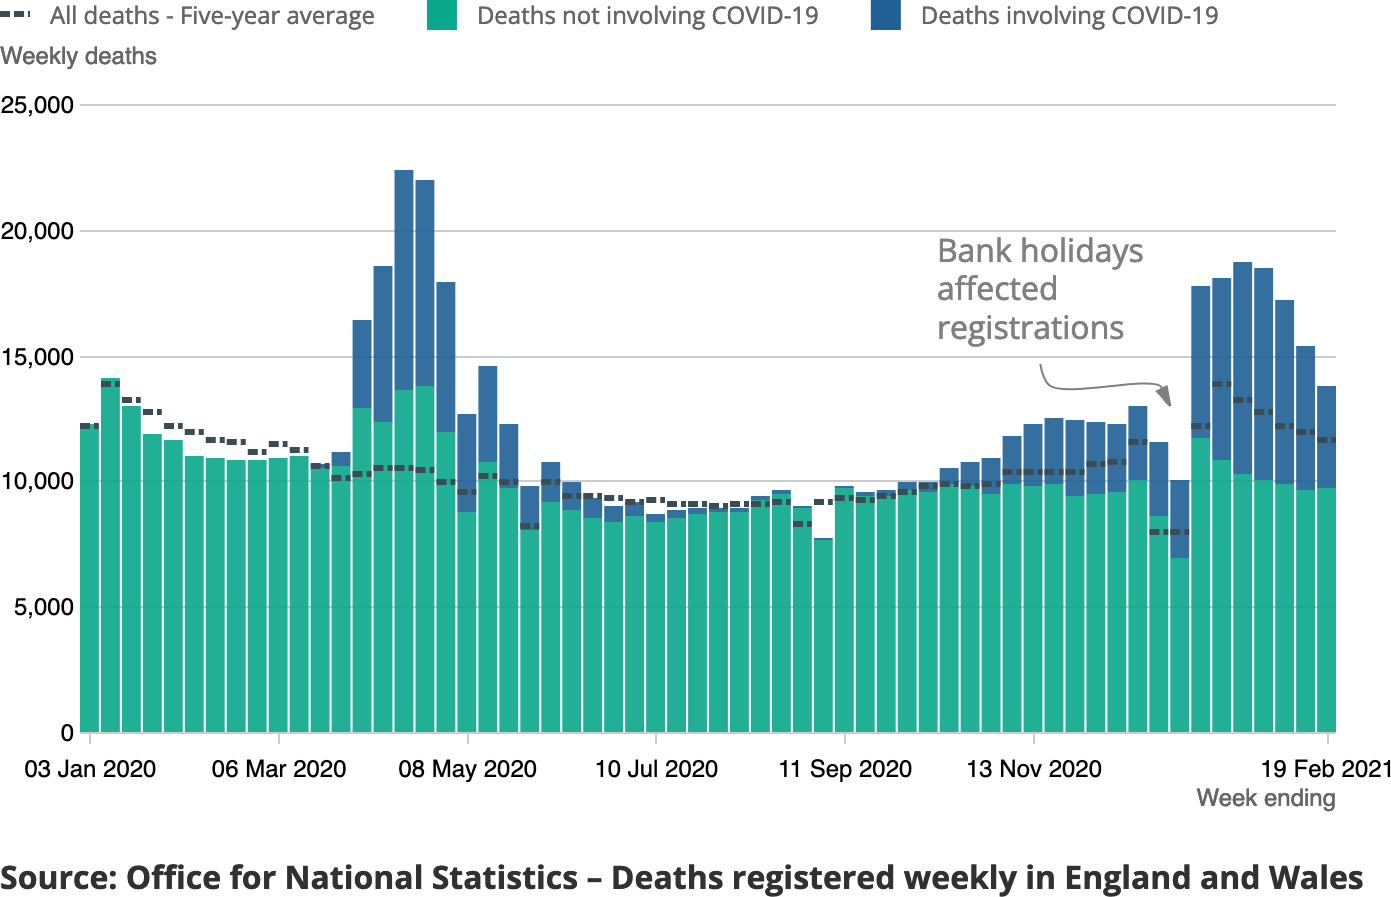 All deaths - Five-year average
Deaths not involving COVID-19
Deaths involving COVID-19
Weekly deaths
25,000
20,000
Bank holidays
affected
registrations
15,000
10,000
5,000
0
03 Jan 2020
06 Mar 2020
08 May 2020
10 Jul 2020
11 Sep 2020
13 Nov 2020
19 Feb 2021
Week ending
Source: Office for National Statistics – Deaths registered weekly in England and Wales